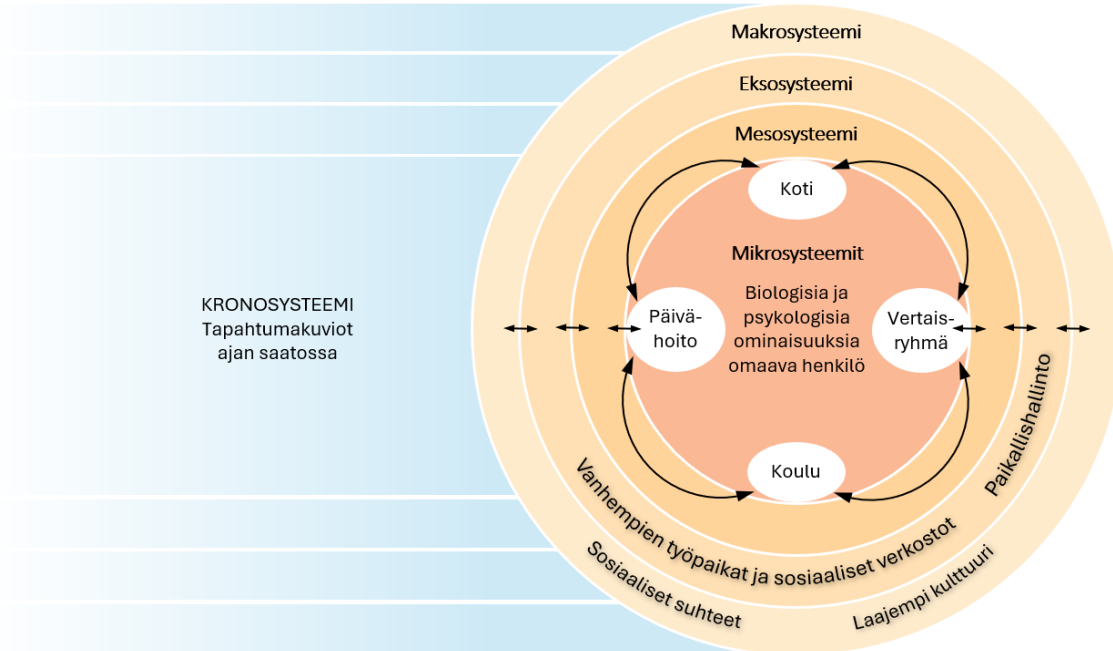 Makrosysteemi
Eksosysteemi
Mesosysteemi
Koti
Mikrosysteemit
Biologisia ja
psykologisia
ominaisuuksia
omaava henkilö
Päivä-
hoito
Vertais-
ryhmä
Koulu
KRONOSYSTEEMI
Tapahtumakuviot
ajan saatossa
Vanhempien työpaikat ja sosiaaliset verkostot
Paikallishallinto
Sosiaaliset suhteet
Laajempi kulttuuri